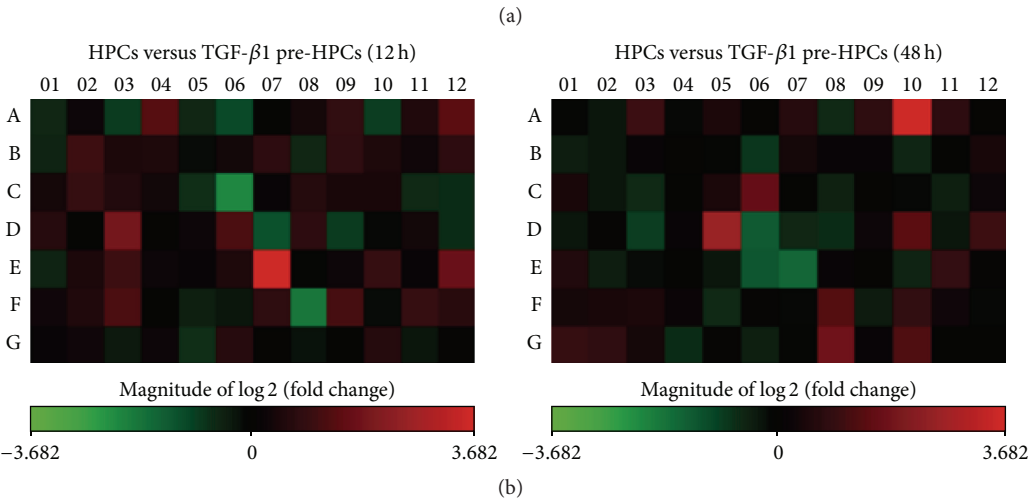 (a)
HPCs versus TGF-β1 pre-HPCs (12 h)
HPCs versus TGF-β1 pre-HPCs (48 h)
01 02 03 04 05 06 07 08 09 10 11 12
01 02 03 04 05 06 07 08 09 10 11 12
A
B
C
D
E
F
G
A
B
C
D
E
F
G
Magnitude of log 2 (fold change)
Magnitude of log 2 (fold change)
−3.682 0 3.682
−3.682 0 3.682
(b)